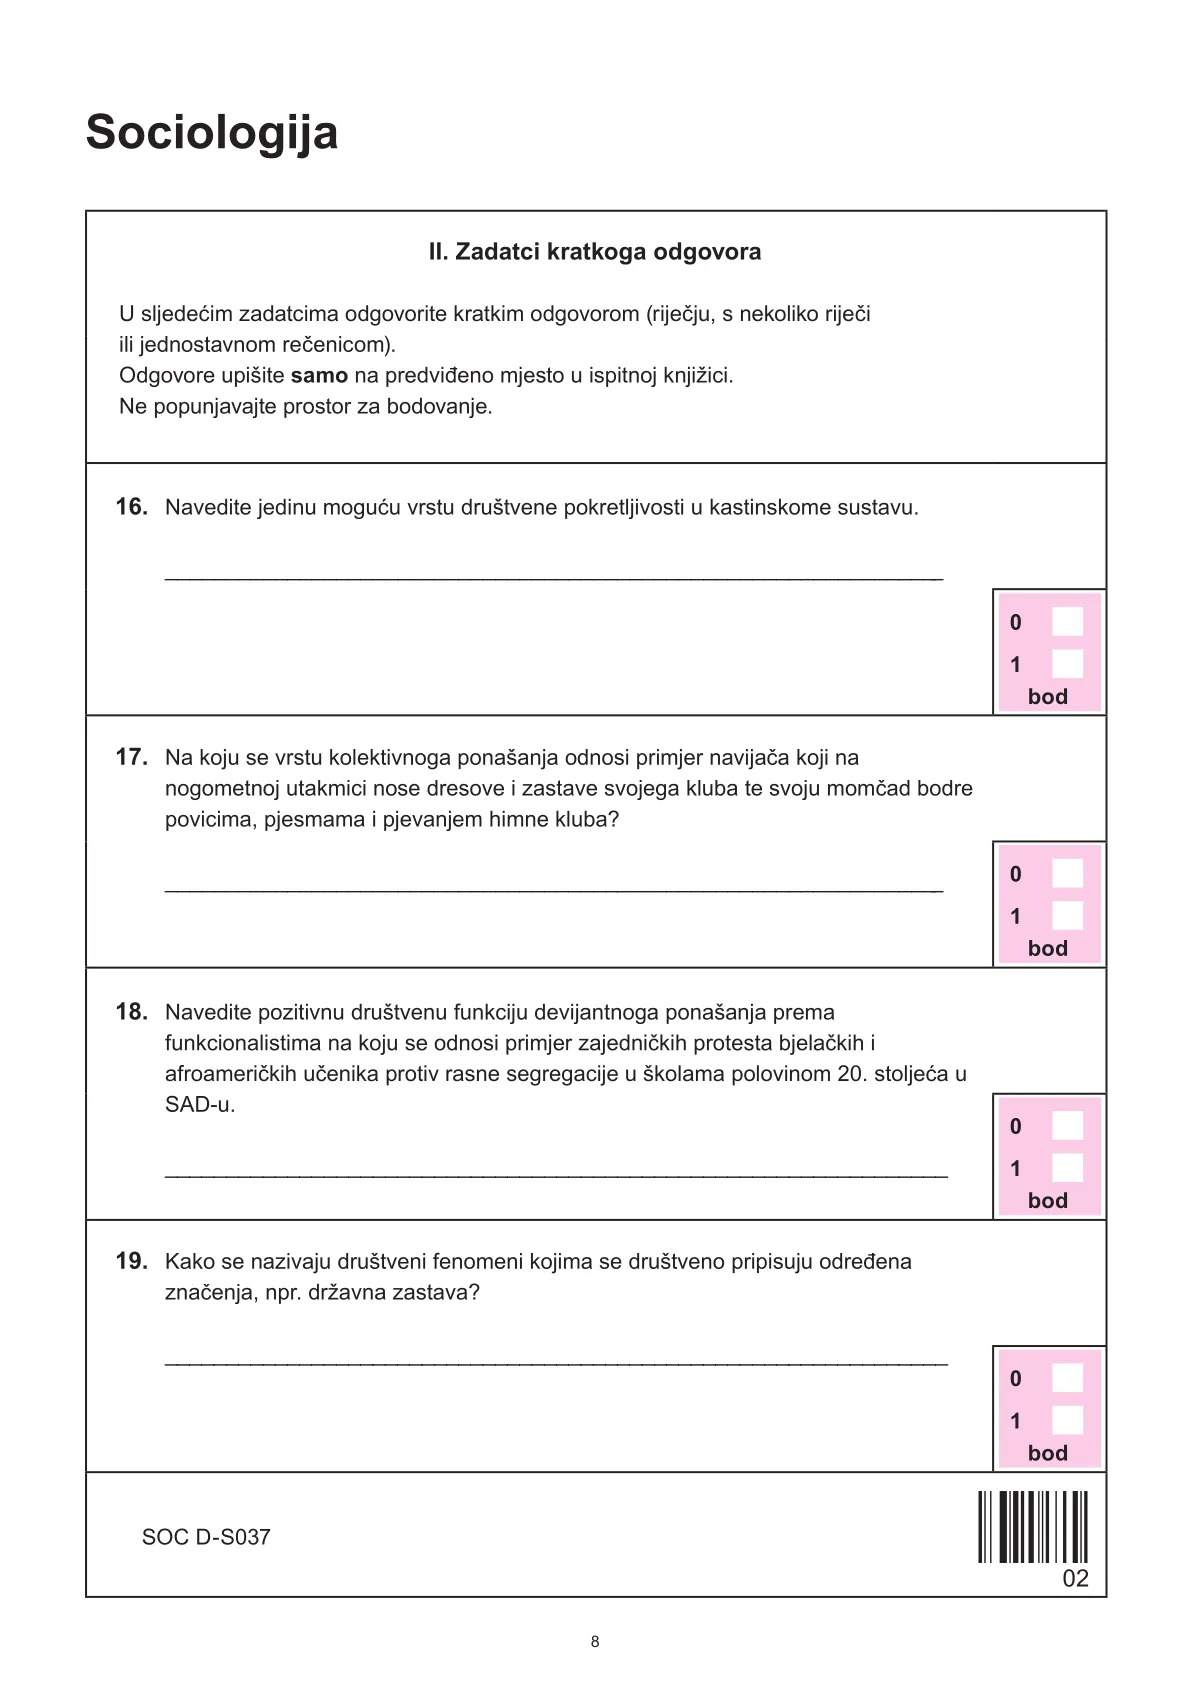 Sociologija
II. Zadatci kratkoga odgovora
U sljedećim zadatcima odgovorite kratkim odgovorom (riječju, s nekoliko riječi
ili jednostavnom rečenicom).
Odgovore upišite samo na predviđeno mjesto u ispitnoj knjižici.
Ne popunjavajte prostor za bodovanje.
16. Navedite jedinu moguću vrstu društvene pokretljivosti u kastinskome sustavu.
0
1
bod
17. Na koju se vrstu kolektivnoga ponašanja odnosi primjer navijača koji na
nogometnoj utakmici nose dresove i zastave svojega kluba te svoju momčad bodre
povicima, pjesmama i pjevanjem himne kluba?
0
1
bod
18. Navedite pozitivnu društvenu funkciju devijantnoga ponašanja prema
funkcionalistima na koju se odnosi primjer zajedničkih protesta bjelačkih i
afroameričkih učenika protiv rasne segregacije u školama polovinom 20. stoljeća u
SAD-u.
0
1
bod
19. Kako se nazivaju društveni fenomeni kojima se društveno pripisuju određena
značenja, npr. državna zastava?
0
1
bod
SOC D-S037
02
8